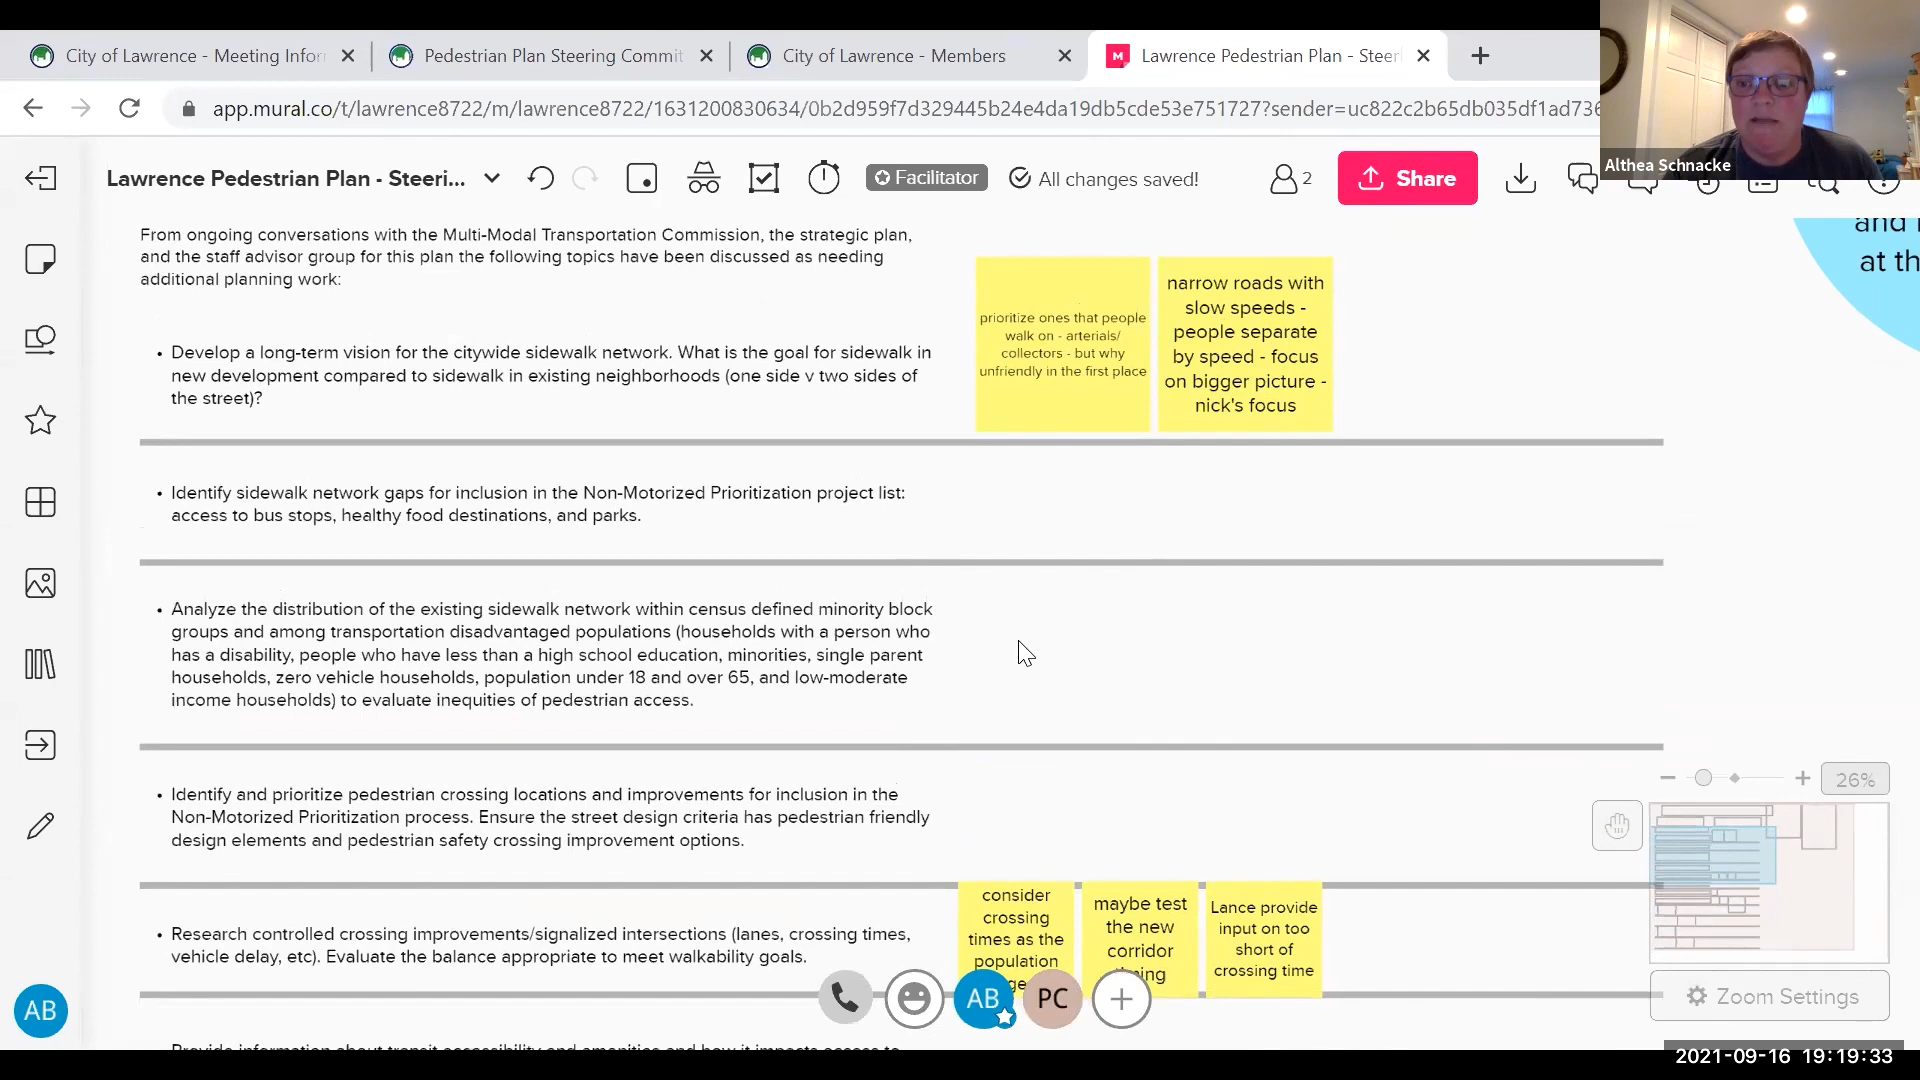 City of Lawrence - Meeting Infor
Pedestrian Plan Steering Commit
City of Lawrence - Members
Lawrence Pedestrian Plan - Steer
app.mural.co/t/lawrence8722/m/lawrence8722/1631200830634/0b2d959f7d329445b24e4da19db5cde53e751727?sender=uc822c2b65db035df1ad736
Althea Schnacke
Lawrence Pedestrian Plan - Steeri...
Facilitator
All changes saved!
2
Share
From ongoing conversations with the Multi-Modal Transportation Commission, the strategic plan,
and the staff advisor group for this plan the following topics have been discussed as needing
additional planning work:
• Develop a long-term vision for the citywide sidewalk network. What is the goal for sidewalk in
new development compared to sidewalk in existing neighborhoods (one side v two sides of
the street)?
prioritize ones that people
walk on - arterials/
collectors - but why
unfriendly in the first place
narrow roads with
slow speeds -
people separate
by speed - focus
on bigger picture -
nick's focus
and
at th
• Identify sidewalk network gaps for inclusion in the Non-Motorized Prioritization project list:
access to bus stops, healthy food destinations, and parks.
• Analyze the distribution of the existing sidewalk network within census defined minority block
groups and among transportation disadvantaged populations (households with a person who
has a disability, people who have less than a high school education, minorities, single parent
households, zero vehicle households, population under 18 and over 65, and low-moderate
income households) to evaluate inequities of pedestrian access.
• Identify and prioritize pedestrian crossing locations and improvements for inclusion in the
Non-Motorized Prioritization process. Ensure the street design criteria has pedestrian friendly
design elements and pedestrian safety crossing improvement options.
• Research controlled crossing improvements/signalized intersections (lanes, crossing times,
vehicle delay, etc). Evaluate the balance appropriate to meet walkability goals.
consider
crossing
times as the
population
maybe test
the new
corridor
Lance provide
input on too
short of
crossing time
Provide information about transit accessibility and amenities and how it impacts access to
26%
Zoom Settings
AB
AB
PC
2021-09-16 19:19:33